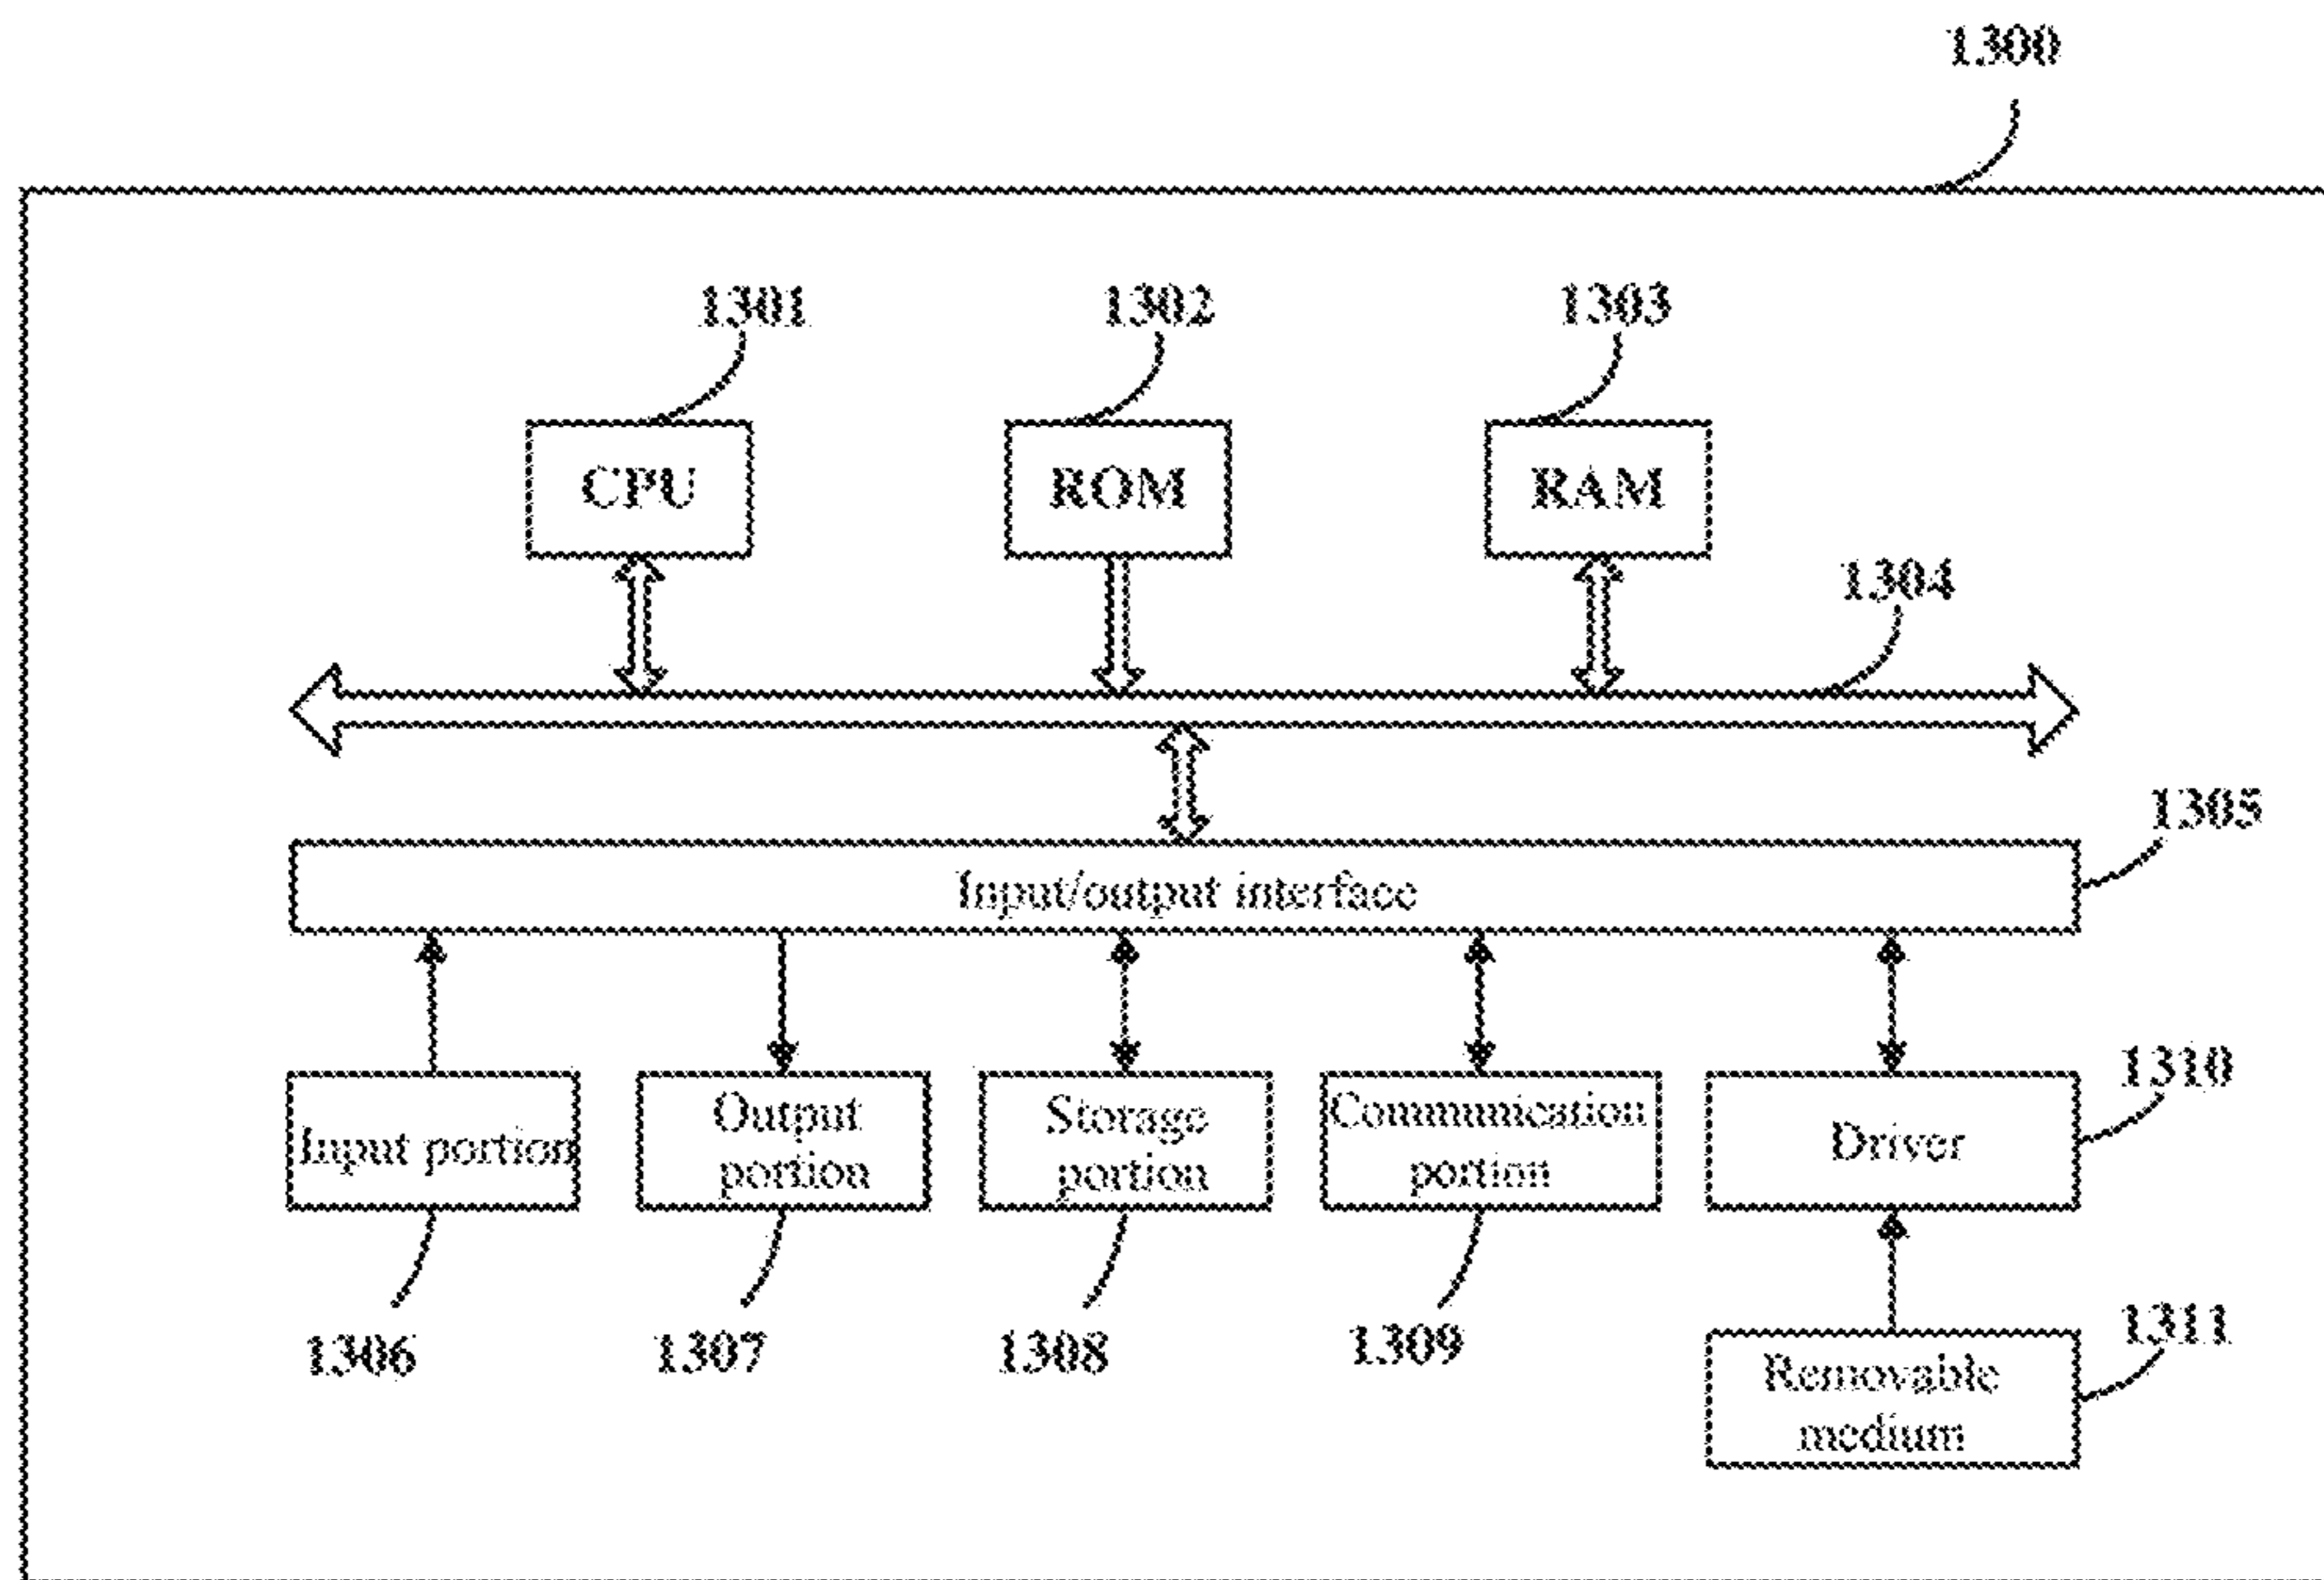 1300
1301
1302
1303
CPU
ROM
RAM
1304
1305
Input/output interface
1310
Input portion
Output
portion
Storage
portion
Communication
portion
Driver
1306
1307
1308
1309
1311
Removable
medium